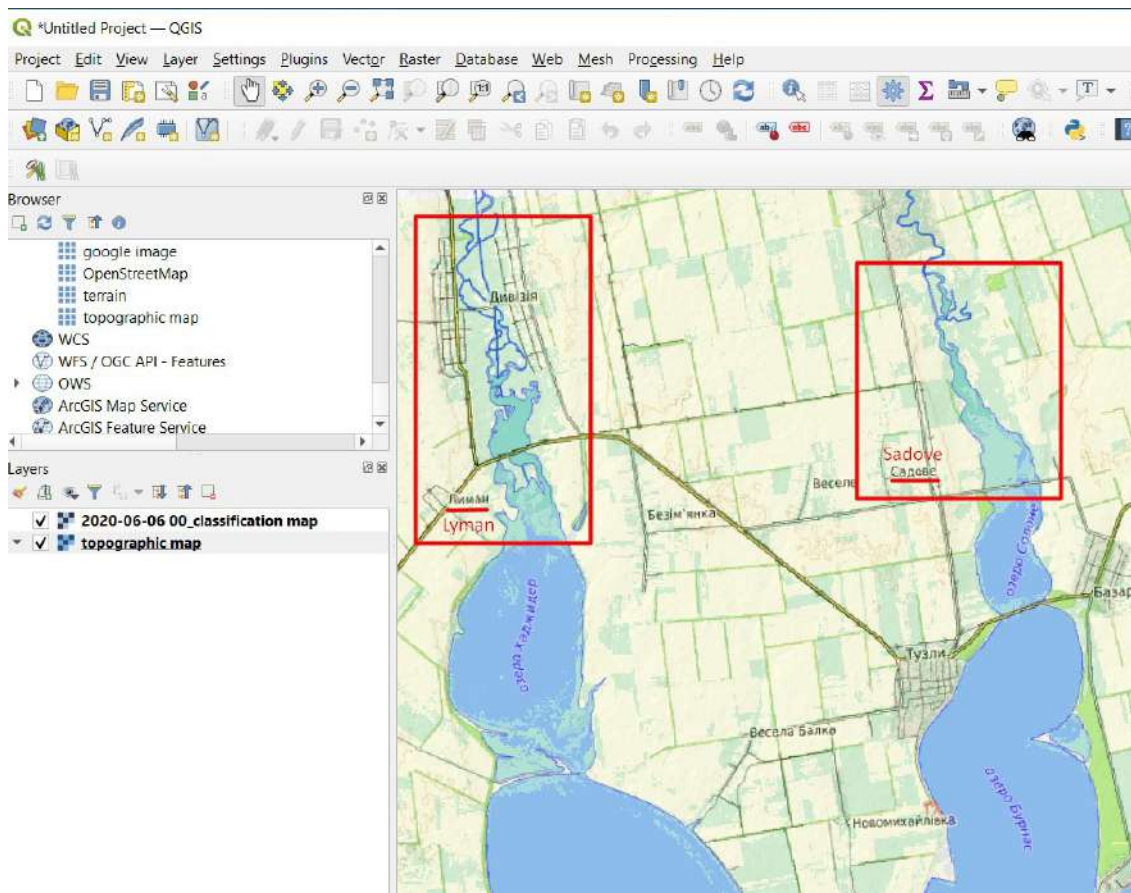 *Untitled Project — QGIS
Project Edit View Layer Settings Plugins Vector Raster Database Web Mesh Processing Help
Browser
google image
OpenStreetMap
terrain
topographic map
WCS
WFS / OGC API - Features
OWS
ArcGIS Map Service
ArcGIS Feature Service
Layers
2020-06-06 00_classification map
topographic map
Дивізія
Sadove
Садове
Веселе
Лиман
Lyman
Безім'янка
озеро Солоне
озеро Хаджидер
Базар
Тузли
Весела Балка
озеро Бурнас
Новомихайлівка